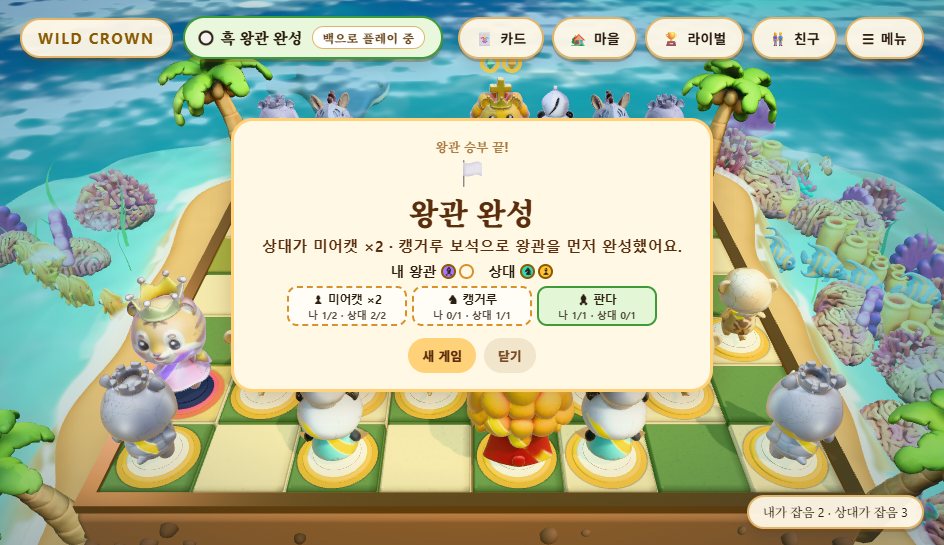 WILD CROWN
흑 왕관 완성
백으로 플레이 중
카드
마을
라이벌
친구
☰ 메뉴
왕관 승부 끝!
왕관 완성
상대가 미어캣 ×2 · 캥거루 보석으로 왕관을 먼저 완성했어요.
내 왕관 상대
미어캣 ×2
나 1/2 · 상대 2/2
캥거루
나 0/1 · 상대 1/1
판다
나 1/1 · 상대 0/1
새 게임
닫기
내가 잡음 2 · 상대가 잡음 3